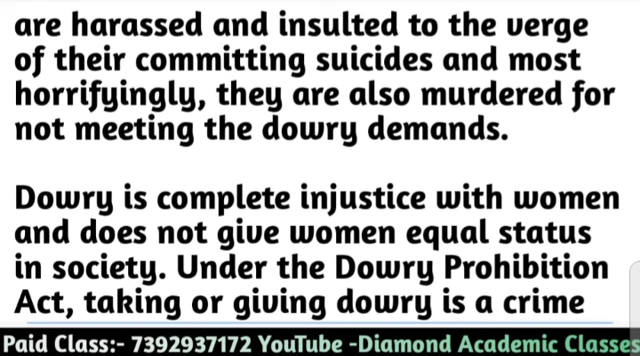 are harassed and insulted to the verge
of their committing suicides and most
horrifyingly, they are also murdered for
not meeting the dowry demands.
Dowry is complete injustice with women
and does not give women equal status
in society. Under the Dowry Prohibition
Act, taking or giving dowry is a crime
Paid Class:- 7392937172 YouTube -Diamond Academic Classes